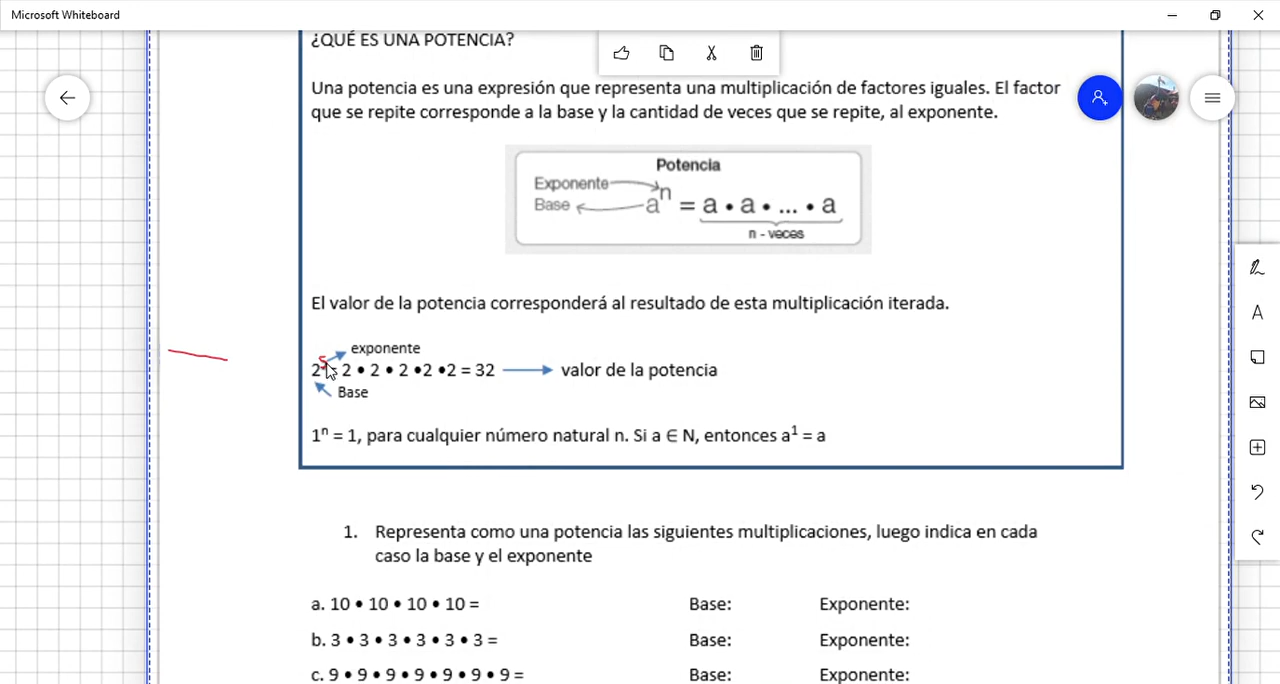 Microsoft Whiteboard
¿QUÉ ES UNA POTENCIA?
Una potencia es una expresión que representa una multiplicación de factores iguales. El factor
que se repite corresponde a la base y la cantidad de veces que se repite, al exponente.
Potencia
Exponente
Base aⁿ = a • a • ... • a
n - veces
El valor de la potencia corresponderá al resultado de esta multiplicación iterada.
exponente
2⁵ = 2 • 2 • 2 •2 •2 = 32 valor de la potencia
Base
1ⁿ = 1, para cualquier número natural n. Si a ∈ N, entonces a¹ = a
1. Representa como una potencia las siguientes multiplicaciones, luego indica en cada
caso la base y el exponente
a. 10 • 10 • 10 • 10 = Base: Exponente:
b. 3 • 3 • 3 • 3 • 3 • 3 = Base: Exponente:
c. 9 • 9 • 9 • 9 • 9 • 9 • 9 = Base: Exponente: